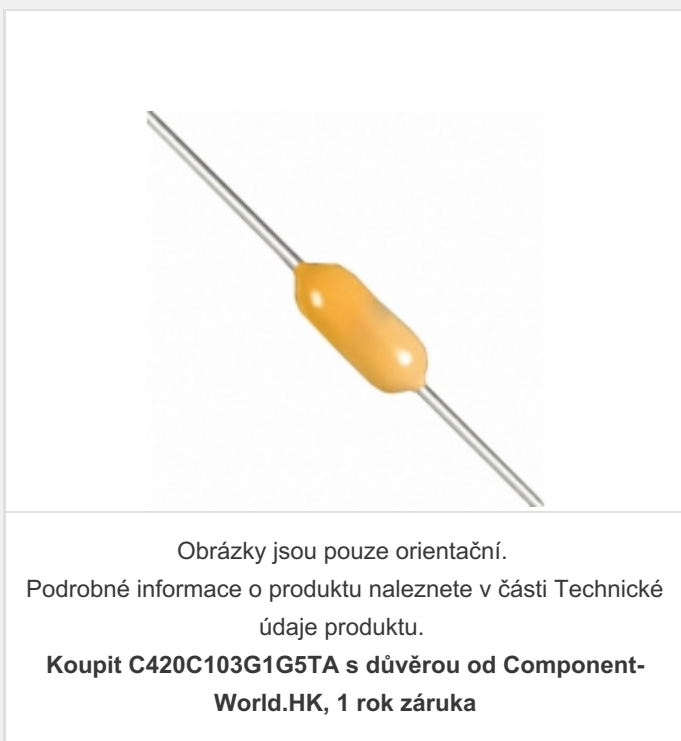 Obrázky jsou pouze orientační.
Podrobné informace o produktu naleznete v části Technické
údaje produktu.
Koupit C420C103G1G5TA s důvěrou od Component-
World.HK, 1 rok záruka